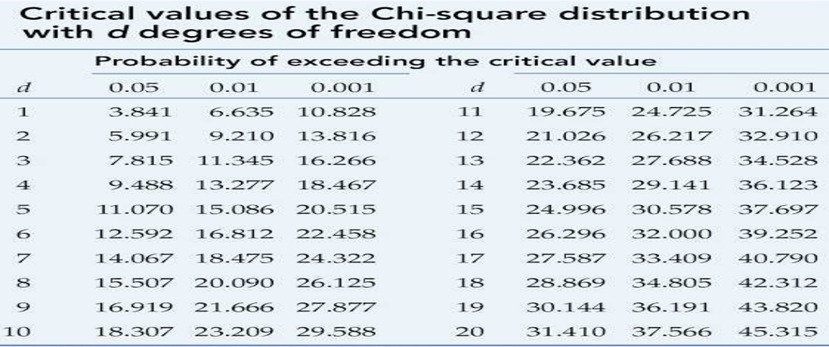 Critical values of the Chi-square distribution
with d degrees of freedom
Probability of exceeding the critical value
d 0.05 0.01 0.001 d 0.05 0.01 0.001
1 3.841 6.635 10.828 11 19.675 24.725 31.264
2 5.991 9.210 13.816 12 21.026 26.217 32.910
3 7.815 11.345 16.266 13 22.362 27.688 34.528
4 9.488 13.277 18.467 14 23.685 29.141 36.123
5 11.070 15.086 20.515 15 24.996 30.578 37.697
6 12.592 16.812 22.458 16 26.296 32.000 39.252
7 14.067 18.475 24.322 17 27.587 33.409 40.790
8 15.507 20.090 26.125 18 28.869 34.805 42.312
9 16.919 21.666 27.877 19 30.144 36.191 43.820
10 18.307 23.209 29.588 20 31.410 37.566 45.315